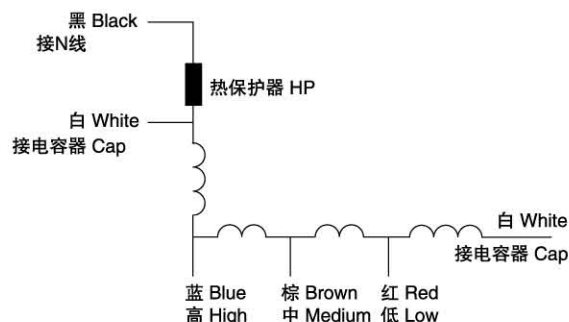 黑 Black
接N线
热保护器 HP
白 White
接电容器 Cap
白 White
接电容器 Cap
蓝 Blue 棕 Brown 红 Red
高 High 中 Medium 低 Low